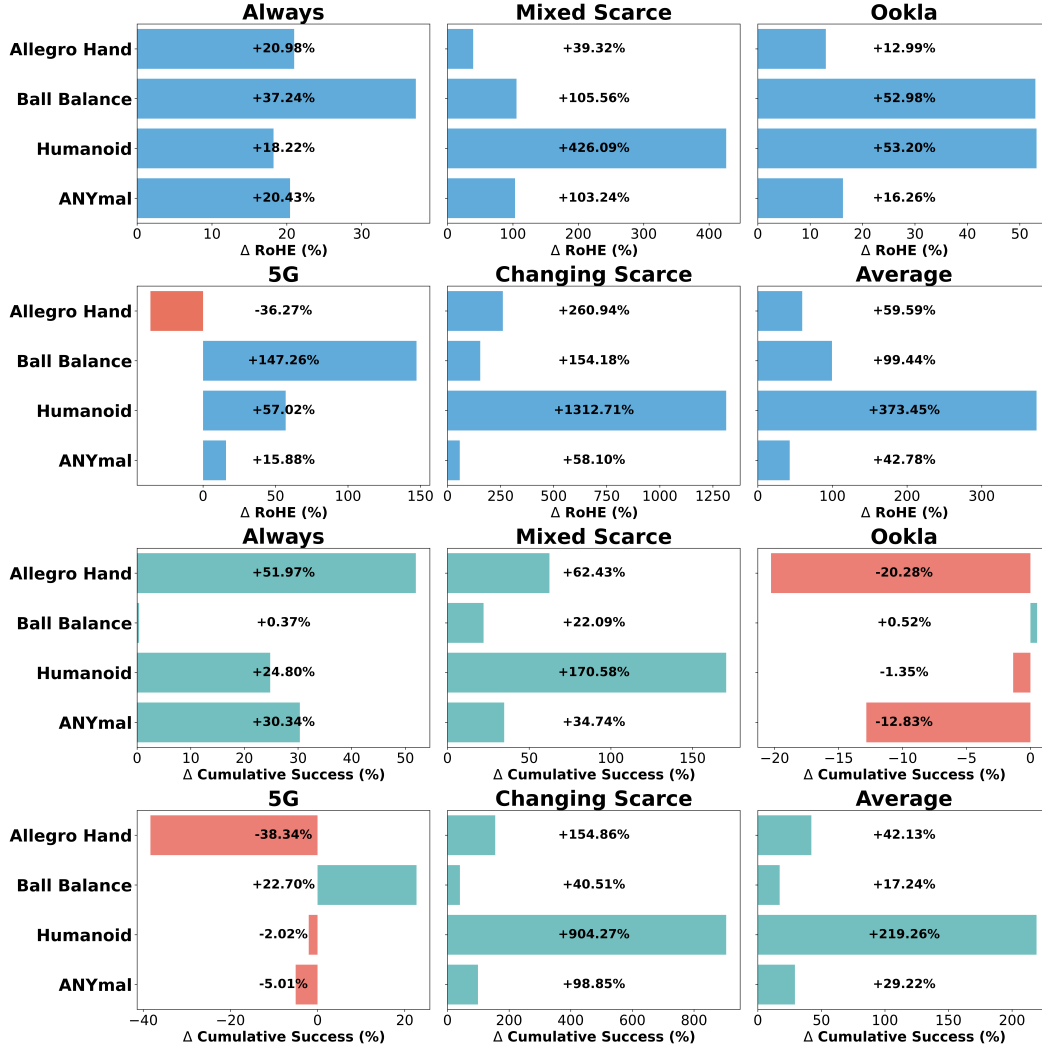 Always
Mixed Scarce
Ookla
Allegro Hand
+20.98%
+39.32%
+12.99%
Ball Balance
+37.24%
+105.56%
+52.98%
Humanoid
+18.22%
+426.09%
+53.20%
ANYmal
+20.43%
+103.24%
+16.26%
0 10 20 30
0 100 200 300 400
0 10 20 30 40 50
Δ RoHE (%)
Δ RoHE (%)
Δ RoHE (%)
5G
Changing Scarce
Average
Allegro Hand
-36.27%
+260.94%
+59.59%
Ball Balance
+147.26%
+154.18%
+99.44%
Humanoid
+57.02%
+1312.71%
+373.45%
ANYmal
+15.88%
+58.10%
+42.78%
0 50 100 150
0 250 500 750 1000 1250
0 100 200 300
Δ RoHE (%)
Δ RoHE (%)
Δ RoHE (%)
Always
Mixed Scarce
Ookla
Allegro Hand
+51.97%
+62.43%
-20.28%
Ball Balance
+0.37%
+22.09%
+0.52%
Humanoid
+24.80%
+170.58%
-1.35%
ANYmal
+30.34%
+34.74%
-12.83%
0 10 20 30 40 50
0 50 100 150
−20 −15 −10 −5 0
Δ Cumulative Success (%)
Δ Cumulative Success (%)
Δ Cumulative Success (%)
5G
Changing Scarce
Average
Allegro Hand
-38.34%
+154.86%
+42.13%
Ball Balance
+22.70%
+40.51%
+17.24%
Humanoid
-2.02%
+904.27%
+219.26%
ANYmal
-5.01%
+98.85%
+29.22%
−40 −20 0 20
0 200 400 600 800
0 50 100 150 200
Δ Cumulative Success (%)
Δ Cumulative Success (%)
Δ Cumulative Success (%)